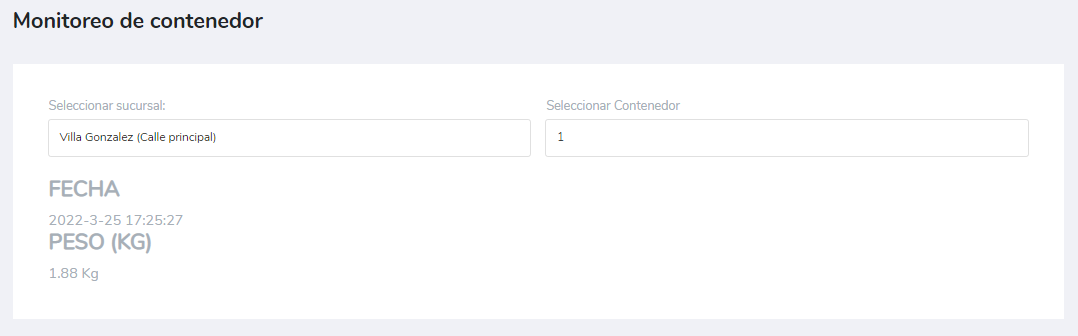 Monitoreo de contenedor
Seleccionar sucursal:
Seleccionar Contenedor
Villa Gonzalez (Calle principal)
1
FECHA
2022-3-25 17:25:27
PESO (KG)
1.88 Kg